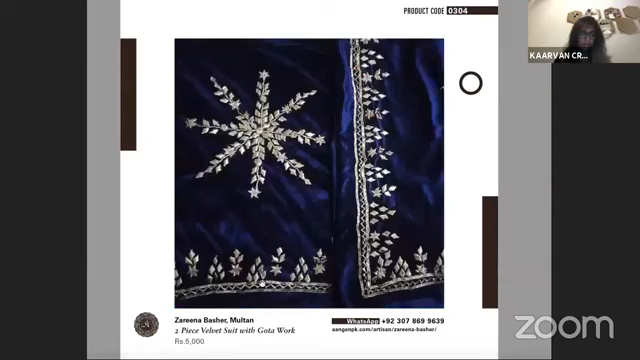 PRODUCT CODE 0304
KAARVAN CR...
Zareena Basher, Multan
2 Piece Velvet Suit with Gota Work
Rs.5,000
WhatsApp +92 307 869 9639
aanganpk.com/artisan/zareena-basher/
zoom